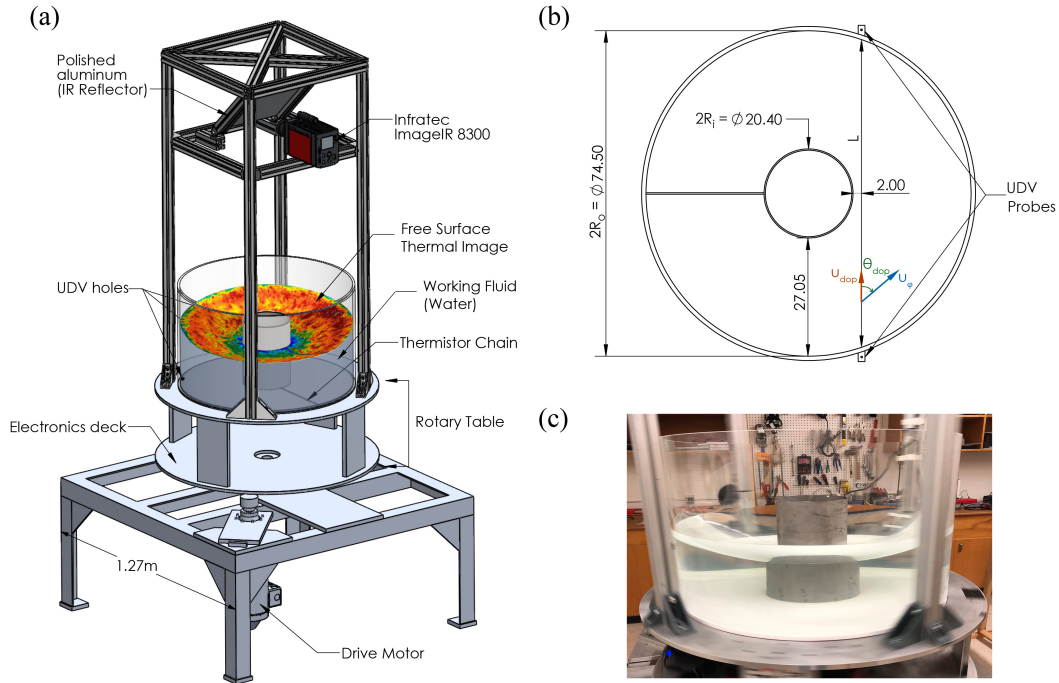 (a)
Polished
aluminum
(IR Reflector)
Infratec
ImageIR 8300
Free Surface
Thermal Image
UDV holes
Working Fluid
(Water)
Thermistor Chain
Electronics deck
Rotary Table
1.27m
Drive Motor
(b)
2Rₒ = ⌀ 74.50
2Rᵢ = ⌀ 20.40
L
2.00
UDV
Probes
27.05
u_dop
θ_dop
u_φ
(c)